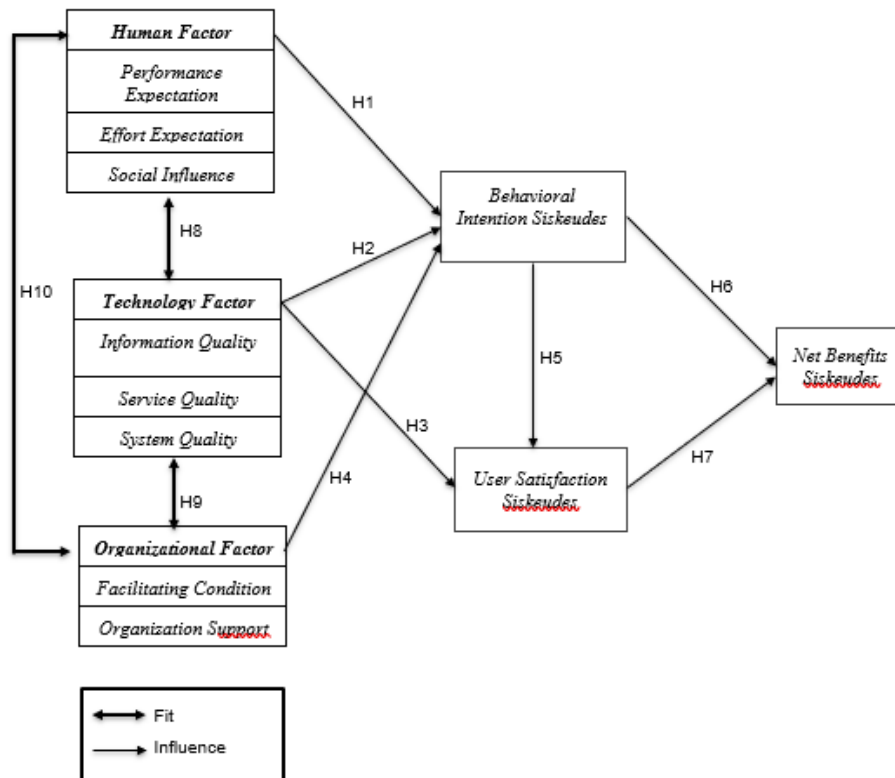 Human Factor
Performance
Expectation
Effort Expectation
Social Influence
H1
Behavioral
Intention Siskeudes
H8
H2
H10
Technology Factor
Information Quality
Service Quality
System Quality
H6
H5
Net Benefits
Siskeudes
H3
H4
H7
User Satisfaction
Siskeudes
H9
Organizational Factor
Facilitating Condition
Organization Support
Fit
Influence